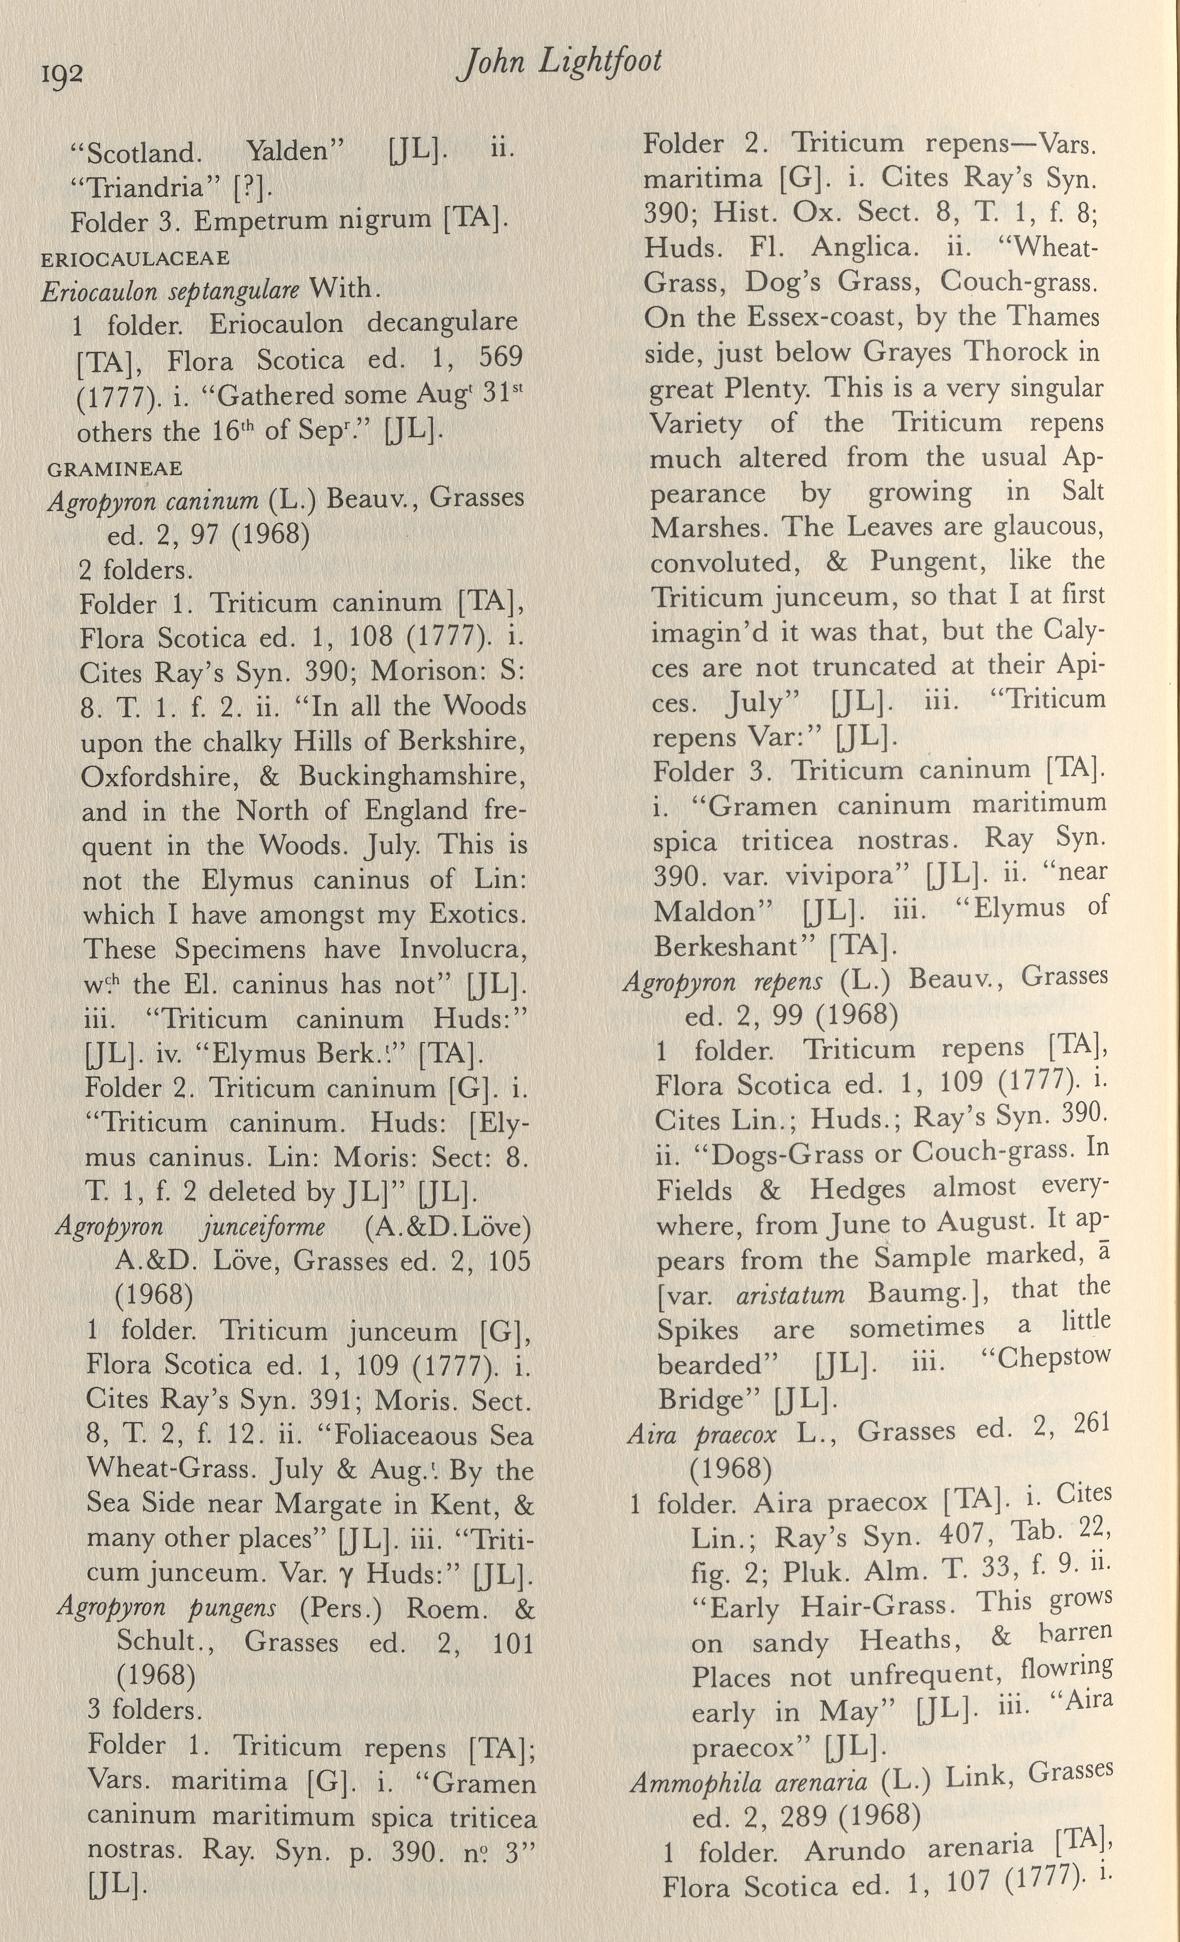 192
John Lightfoot
“Scotland. Yalden” [JL]. ii.
“Triandria” [?].
Folder 3. Empetrum nigrum [TA].
ERIOCAULACEAE
Eriocaulon septangulare With.
1 folder. Eriocaulon decangulare
[TA], Flora Scotica ed. 1, 569
(1777). i. “Gathered some Augᵗ 31ˢᵗ
others the 16ᵗʰ of Sepʳ.” [JL].
GRAMINEAE
Agropyron caninum (L.) Beauv., Grasses
ed. 2, 97 (1968)
2 folders.
Folder 1. Triticum caninum [TA],
Flora Scotica ed. 1, 108 (1777). i.
Cites Ray’s Syn. 390; Morison: S:
8. T. 1. f. 2. ii. “In all the Woods
upon the chalky Hills of Berkshire,
Oxfordshire, & Buckinghamshire,
and in the North of England fre-
quent in the Woods. July. This is
not the Elymus caninus of Lin:
which I have amongst my Exotics.
These Specimens have Involucra,
w.ᶜʰ the El. caninus has not” [JL].
iii. “Triticum caninum Huds:”
[JL]. iv. “Elymus Berk.ᵗ” [TA].
Folder 2. Triticum caninum [G]. i.
“Triticum caninum. Huds: [Ely-
mus caninus. Lin: Moris: Sect: 8.
T. 1, f. 2 deleted by JL]” [JL].
Agropyron junceiforme (A.&D.Löve)
A.&D. Löve, Grasses ed. 2, 105
(1968)
1 folder. Triticum junceum [G],
Flora Scotica ed. 1, 109 (1777). i.
Cites Ray’s Syn. 391; Moris. Sect.
8, T. 2, f. 12. ii. “Foliaceaous Sea
Wheat-Grass. July & Aug.ᵗ By the
Sea Side near Margate in Kent, &
many other places” [JL]. iii. “Triti-
cum junceum. Var. γ Huds:” [JL].
Agropyron pungens (Pers.) Roem. &
Schult., Grasses ed. 2, 101
(1968)
3 folders.
Folder 1. Triticum repens [TA];
Vars. maritima [G]. i. “Gramen
caninum maritimum spica triticea
nostras. Ray. Syn. p. 390. nº. 3”
[JL].
Folder 2. Triticum repens—Vars.
maritima [G]. i. Cites Ray’s Syn.
390; Hist. Ox. Sect. 8, T. 1, f. 8;
Huds. Fl. Anglica. ii. “Wheat-
Grass, Dog’s Grass, Couch-grass.
On the Essex-coast, by the Thames
side, just below Grayes Thorock in
great Plenty. This is a very singular
Variety of the Triticum repens
much altered from the usual Ap-
pearance by growing in Salt
Marshes. The Leaves are glaucous,
convoluted, & Pungent, like the
Triticum junceum, so that I at first
imagin’d it was that, but the Caly-
ces are not truncated at their Api-
ces. July” [JL]. iii. “Triticum
repens Var:” [JL].
Folder 3. Triticum caninum [TA].
i. “Gramen caninum maritimum
spica triticea nostras. Ray Syn.
390. var. vivipora” [JL]. ii. “near
Maldon” [JL]. iii. “Elymus of
Berkeshant” [TA].
Agropyron repens (L.) Beauv., Grasses
ed. 2, 99 (1968)
1 folder. Triticum repens [TA],
Flora Scotica ed. 1, 109 (1777). i.
Cites Lin.; Huds.; Ray’s Syn. 390.
ii. “Dogs-Grass or Couch-grass. In
Fields & Hedges almost every-
where, from June to August. It ap-
pears from the Sample marked, ā
[var. aristatum Baumg.], that the
Spikes are sometimes a little
bearded” [JL]. iii. “Chepstow
Bridge” [JL].
Aira praecox L., Grasses ed. 2, 261
(1968)
1 folder. Aira praecox [TA]. i. Cites
Lin.; Ray’s Syn. 407, Tab. 22,
fig. 2; Pluk. Alm. T. 33, f. 9. ii.
“Early Hair-Grass. This grows
on sandy Heaths, & barren
Places not unfrequent, flowring
early in May” [JL]. iii. “Aira
praecox” [JL].
Ammophila arenaria (L.) Link, Grasses
ed. 2, 289 (1968)
1 folder. Arundo arenaria [TA],
Flora Scotica ed. 1, 107 (1777). i.